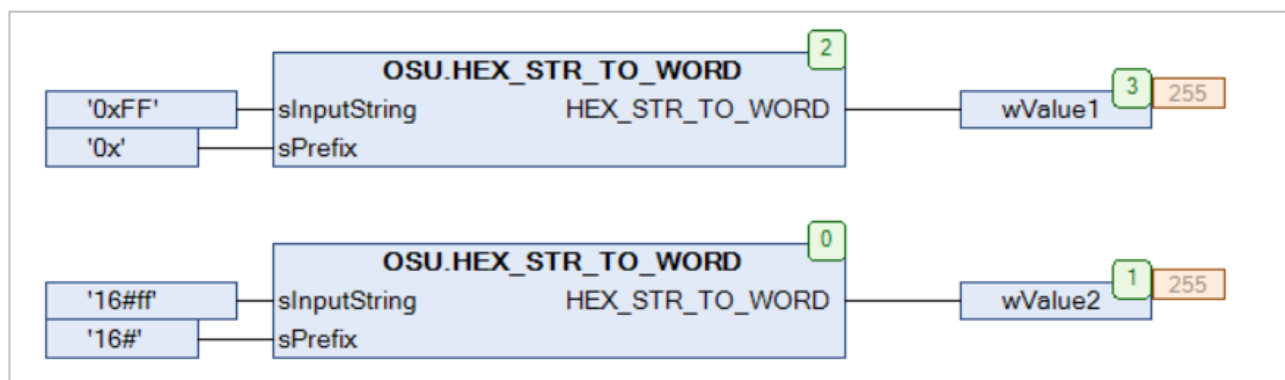 2
OSU.HEX_STR_TO_WORD
'0xFF' sInputString HEX_STR_TO_WORD wValue1 3 255
'0x' sPrefix
0
OSU.HEX_STR_TO_WORD
'16#ff' sInputString HEX_STR_TO_WORD wValue2 1 255
'16#' sPrefix